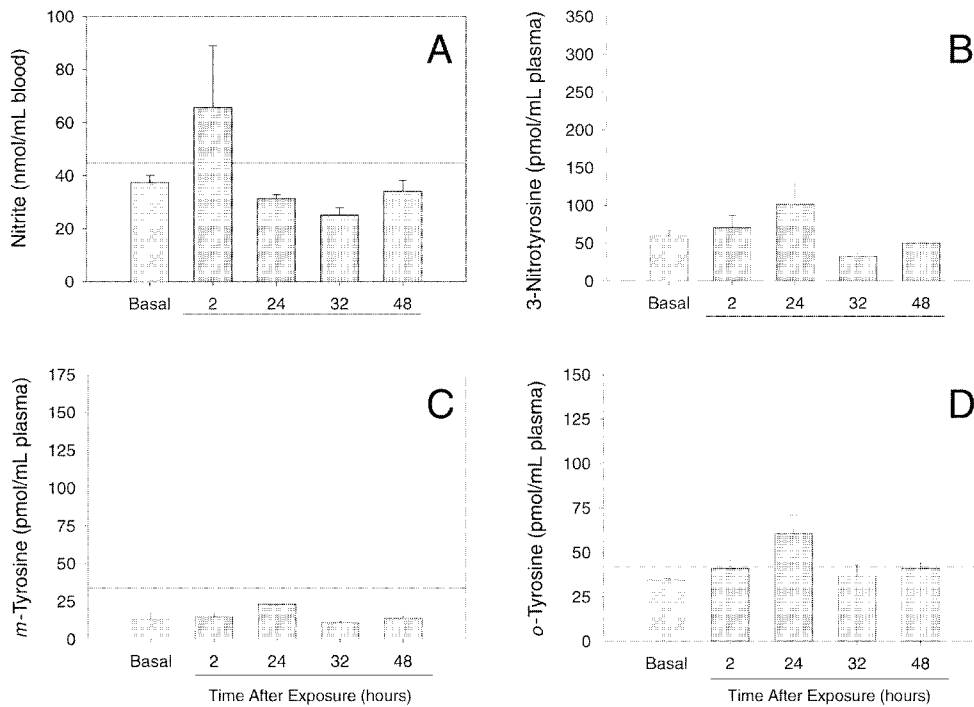 A
Nitrite (nmol/mL blood)
100
80
60
40
20
0
Basal 2 24 32 48
B
3-Nitrotyrosine (pmol/mL plasma)
350
300
250
200
150
100
50
0
Basal 2 24 32 48
C
m-Tyrosine (pmol/mL plasma)
175
150
125
100
75
50
25
0
Basal 2 24 32 48
Time After Exposure (hours)
D
o-Tyrosine (pmol/mL plasma)
150
125
100
75
50
25
0
Basal 2 24 32 48
Time After Exposure (hours)